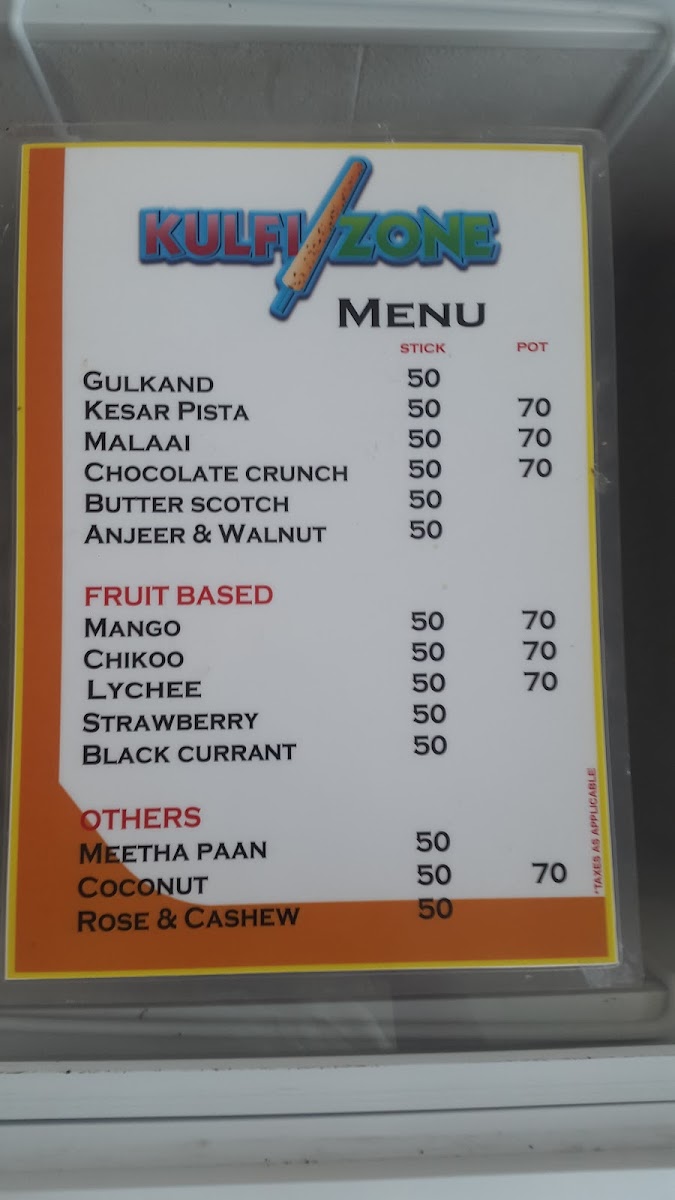 KULFI ZONE
MENU
STICK POT
GULKAND 50
KESAR PISTA 50 70
MALAAI 50 70
CHOCOLATE CRUNCH 50 70
BUTTER SCOTCH 50
ANJEER & WALNUT 50
FRUIT BASED
MANGO 50 70
CHIKOO 50 70
LYCHEE 50 70
STRAWBERRY 50
BLACK CURRANT 50
OTHERS
MEETHA PAAN 50
COCONUT 50 70
ROSE & CASHEW 50
*TAXES AS APPLICABLE